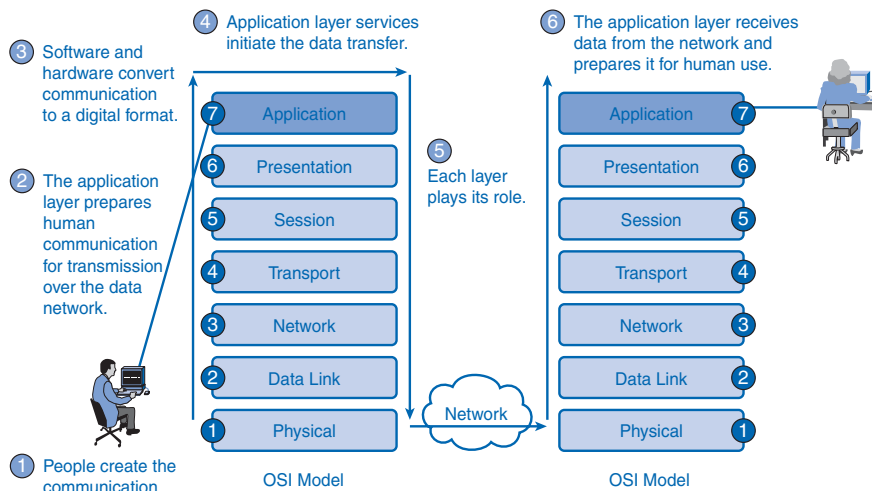 4 Application layer services
initiate the data transfer.
6 The application layer receives
data from the network and
prepares it for human use.
3 Software and
hardware convert
communication
to a digital format.
2 The application
layer prepares
human
communication
for transmission
over the data
network.
1 People create the
communication
7 Application
6 Presentation
5 Session
4 Transport
3 Network
2 Data Link
1 Physical
OSI Model
5
Each layer
plays its role.
Network
Application 7
Presentation 6
Session 5
Transport 4
Network 3
Data Link 2
Physical 1
OSI Model